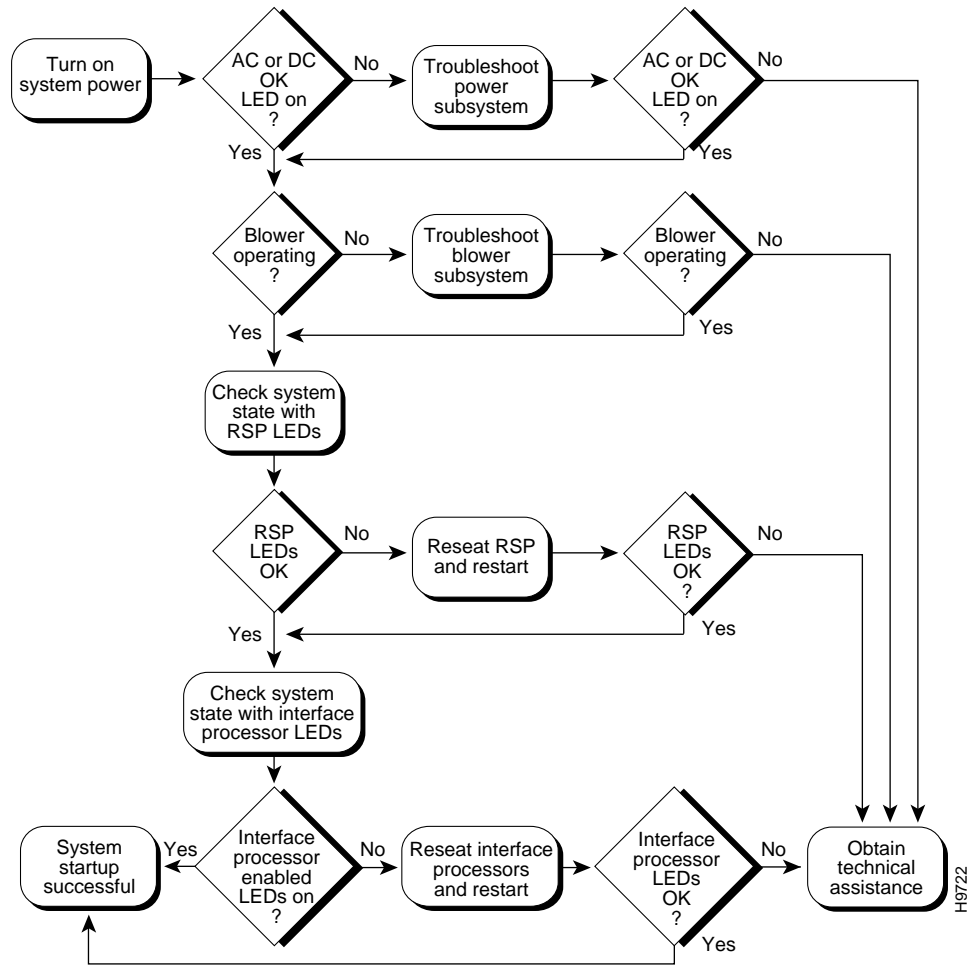 Turn on
system power
AC or DC
OK
LED on
?
No
Troubleshoot
power
subsystem
AC or DC
OK
LED on
?
No
Yes
Yes
Blower
operating
?
No
Troubleshoot
blower
subsystem
Blower
operating
?
No
Yes
Yes
Check system
state with
RSP LEDs
RSP
LEDs
OK
No
Reseat RSP
and restart
RSP
LEDs
OK
?
No
Yes
Yes
Check system
state with interface
processor LEDs
System
startup
successful
Yes
Interface
processor
enabled
LEDs on
?
No
Reseat interface
processors
and restart
Interface
processor
LEDs
OK
?
No
Obtain
technical
assistance
Yes
H9722